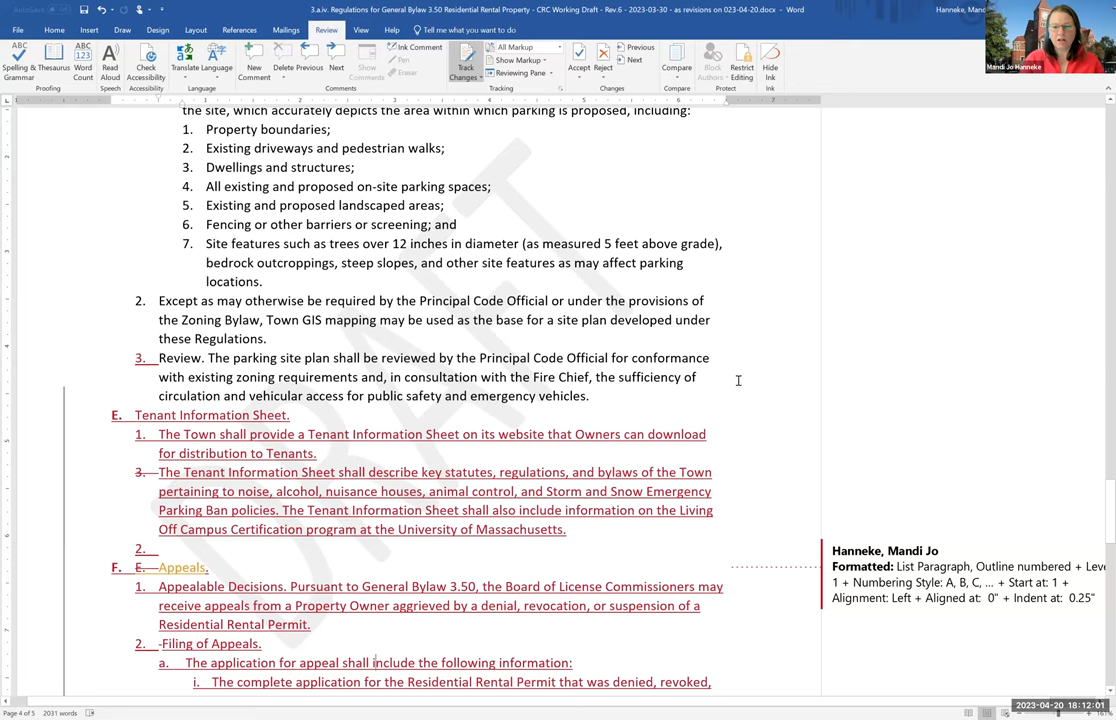 AutoSave Off
3.a.iv. Regulations for General Bylaw 3.50 Residential Rental Property - CRC Working Draft - Rev.6 - 2023-03-30 - as revisions on 023-04-20.docx - Word
Hanneke, Mandi
File Home Insert Draw Design Layout References Mailings Review View Help Tell me what you want to do
Spelling & Grammar
Thesaurus
Word Count
Read Aloud
Check Accessibility
Translate
Language
New Comment
Delete
Previous
Next
Show Comments
Ink Comment
Pen
Eraser
Track Changes
All Markup
Show Markup
Reviewing Pane
Accept
Reject
Previous
Next
Compare
Block Authors
Restrict Editing
Hide Ink
Proofing Speech Accessibility Language Comments Tracking Changes Compare Protect Ink
Mandi Jo Hanneke
the site, which accurately depicts the area within which parking is proposed, including:
1. Property boundaries;
2. Existing driveways and pedestrian walks;
3. Dwellings and structures;
4. All existing and proposed on-site parking spaces;
5. Existing and proposed landscaped areas;
6. Fencing or other barriers or screening; and
7. Site features such as trees over 12 inches in diameter (as measured 5 feet above grade),
bedrock outcroppings, steep slopes, and other site features as may affect parking
locations.
2. Except as may otherwise be required by the Principal Code Official or under the provisions of
the Zoning Bylaw, Town GIS mapping may be used as the base for a site plan developed under
these Regulations.
3. Review. The parking site plan shall be reviewed by the Principal Code Official for conformance
with existing zoning requirements and, in consultation with the Fire Chief, the sufficiency of
circulation and vehicular access for public safety and emergency vehicles.
E. Tenant Information Sheet.
1. The Town shall provide a Tenant Information Sheet on its website that Owners can download
for distribution to Tenants.
3. The Tenant Information Sheet shall describe key statutes, regulations, and bylaws of the Town
pertaining to noise, alcohol, nuisance houses, animal control, and Storm and Snow Emergency
Parking Ban policies. The Tenant Information Sheet shall also include information on the Living
Off Campus Certification program at the University of Massachusetts.
2.
F. E. Appeals.
1. Appealable Decisions. Pursuant to General Bylaw 3.50, the Board of License Commissioners may
receive appeals from a Property Owner aggrieved by a denial, revocation, or suspension of a
Residential Rental Permit.
2. -Filing of Appeals.
a. The application for appeal shall include the following information:
i. The complete application for the Residential Rental Permit that was denied, revoked,
DRAFT
Hanneke, Mandi Jo
Formatted: List Paragraph, Outline numbered + Leve
1 + Numbering Style: A, B, C, ... + Start at: 1 +
Alignment: Left + Aligned at: 0" + Indent at: 0.25"
Page 4 of 5 2031 words
2023-04-20 18:12:01